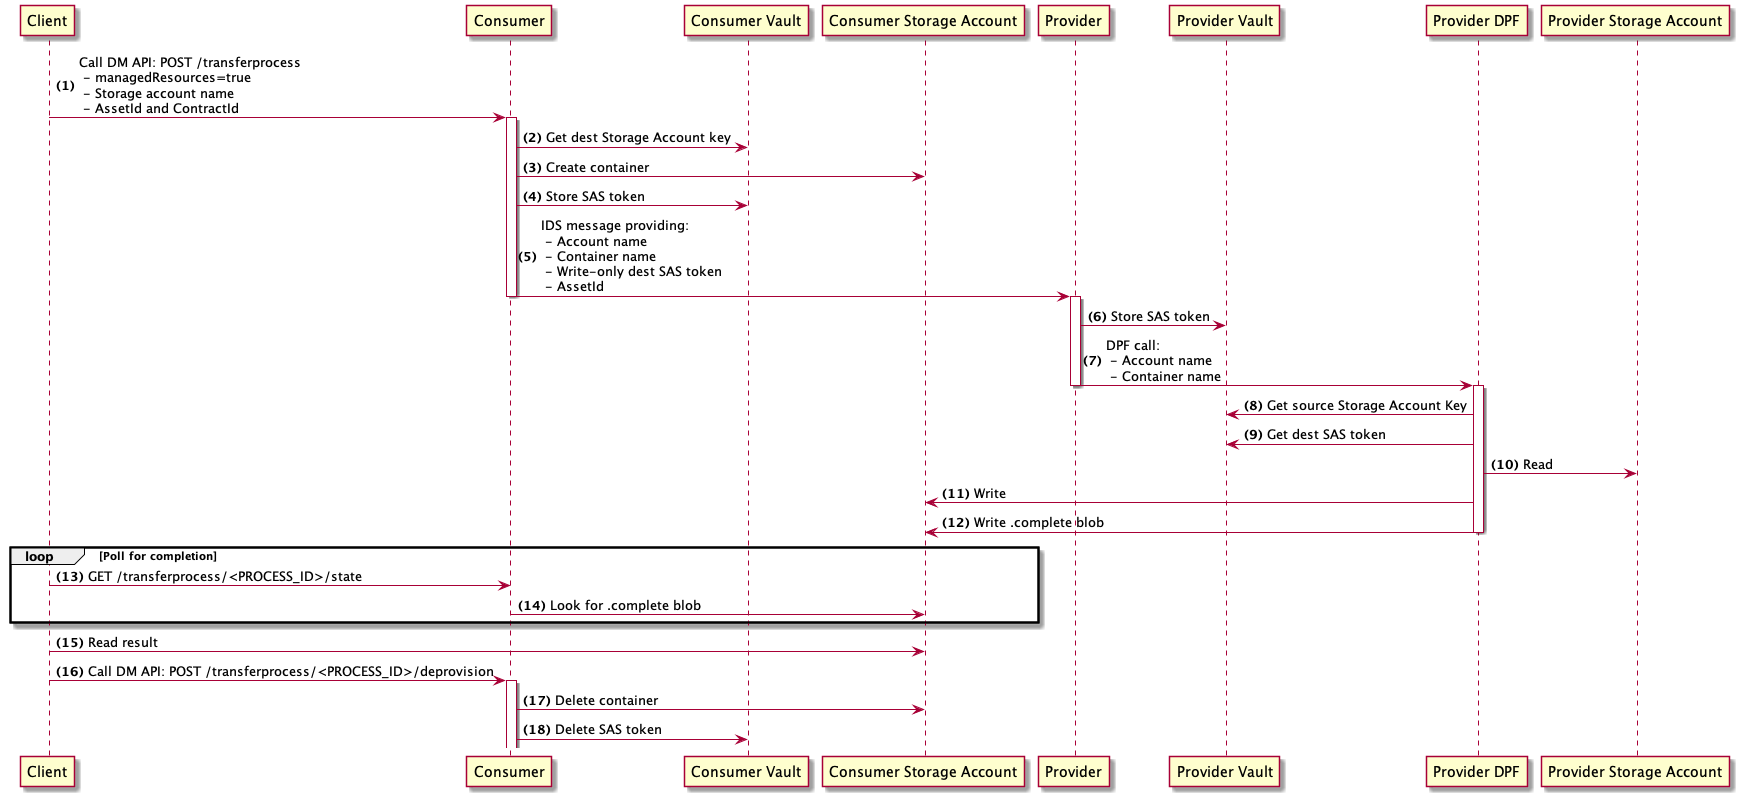 Client
Consumer
Consumer Vault
Consumer Storage Account
Provider
Provider Vault
Provider DPF
Provider Storage Account
Call DM API: POST /transferprocess
- managedResources=true
(1)
- Storage account name
- AssetId and ContractId
(2) Get dest Storage Account key
(3) Create container
(4) Store SAS token
IDS message providing:
- Account name
(5) - Container name
- Write-only dest SAS token
- AssetId
(6) Store SAS token
DPF call:
(7) - Account name
- Container name
(8) Get source Storage Account Key
(9) Get dest SAS token
(10) Read
(11) Write
(12) Write .complete blob
loop [Poll for completion]
(13) GET /transferprocess/<PROCESS_ID>/state
(14) Look for .complete blob
(15) Read result
(16) Call DM API: POST /transferprocess/<PROCESS_ID>/deprovision
(17) Delete container
(18) Delete SAS token
Client
Consumer
Consumer Vault
Consumer Storage Account
Provider
Provider Vault
Provider DPF
Provider Storage Account